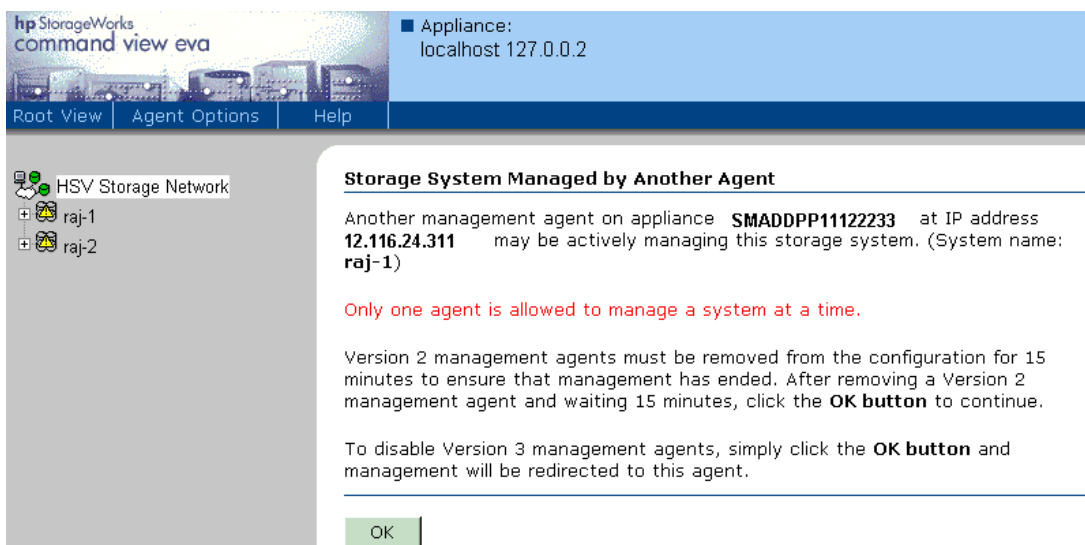 hp StorageWorks
command view eva
Appliance:
localhost 127.0.0.2
Root View Agent Options Help
HSV Storage Network
raj-1
raj-2
Storage System Managed by Another Agent
Another management agent on appliance SMADDPP11122233 at IP address
12.116.24.311 may be actively managing this storage system. (System name:
raj-1)
Only one agent is allowed to manage a system at a time.
Version 2 management agents must be removed from the configuration for 15
minutes to ensure that management has ended. After removing a Version 2
management agent and waiting 15 minutes, click the OK button to continue.
To disable Version 3 management agents, simply click the OK button and
management will be redirected to this agent.
OK